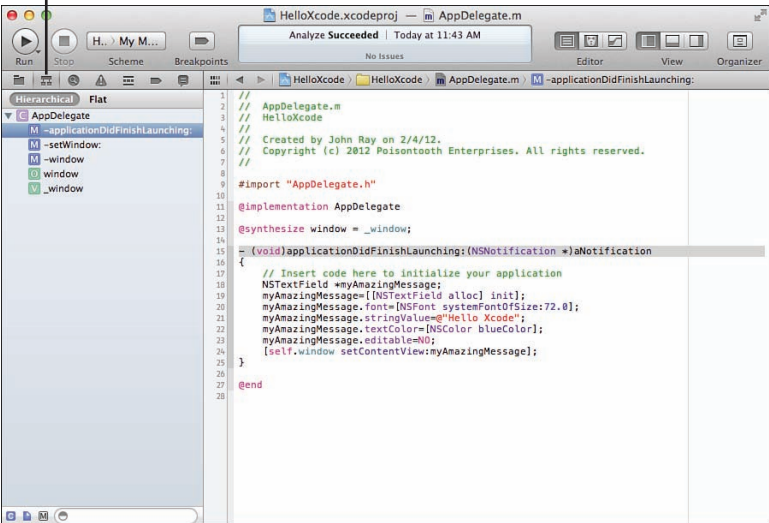 HelloXcode.xcodeproj — AppDelegate.m
Run
Stop
H.. > My M...
Scheme
Breakpoints
Analyze Succeeded | Today at 11:43 AM
No Issues
Editor
View
Organizer
HelloXcode > HelloXcode > AppDelegate.m > M -applicationDidFinishLaunching:
Hierarchical Flat
C AppDelegate
M -applicationDidFinishLaunching:
M -setWindow:
M -window
O window
V _window
1 //
2 // AppDelegate.m
3 // HelloXcode
4 //
5 // Created by John Ray on 2/4/12.
6 // Copyright (c) 2012 Poisontooth Enterprises. All rights reserved.
7 //
8
9 #import "AppDelegate.h"
10
11 @implementation AppDelegate
12
13 @synthesize window = _window;
14
15 - (void)applicationDidFinishLaunching:(NSNotification *)aNotification
16 {
17 // Insert code here to initialize your application
18 NSTextField *myAmazingMessage;
19 myAmazingMessage=[[NSTextField alloc] init];
20 myAmazingMessage.font=[NSFont systemFontOfSize:72.0];
21 myAmazingMessage.stringValue=@"Hello Xcode";
22 myAmazingMessage.textColor=[NSColor blueColor];
23 myAmazingMessage.editable=NO;
24 [self.window setContentView:myAmazingMessage];
25 }
26
27 @end
28
C M